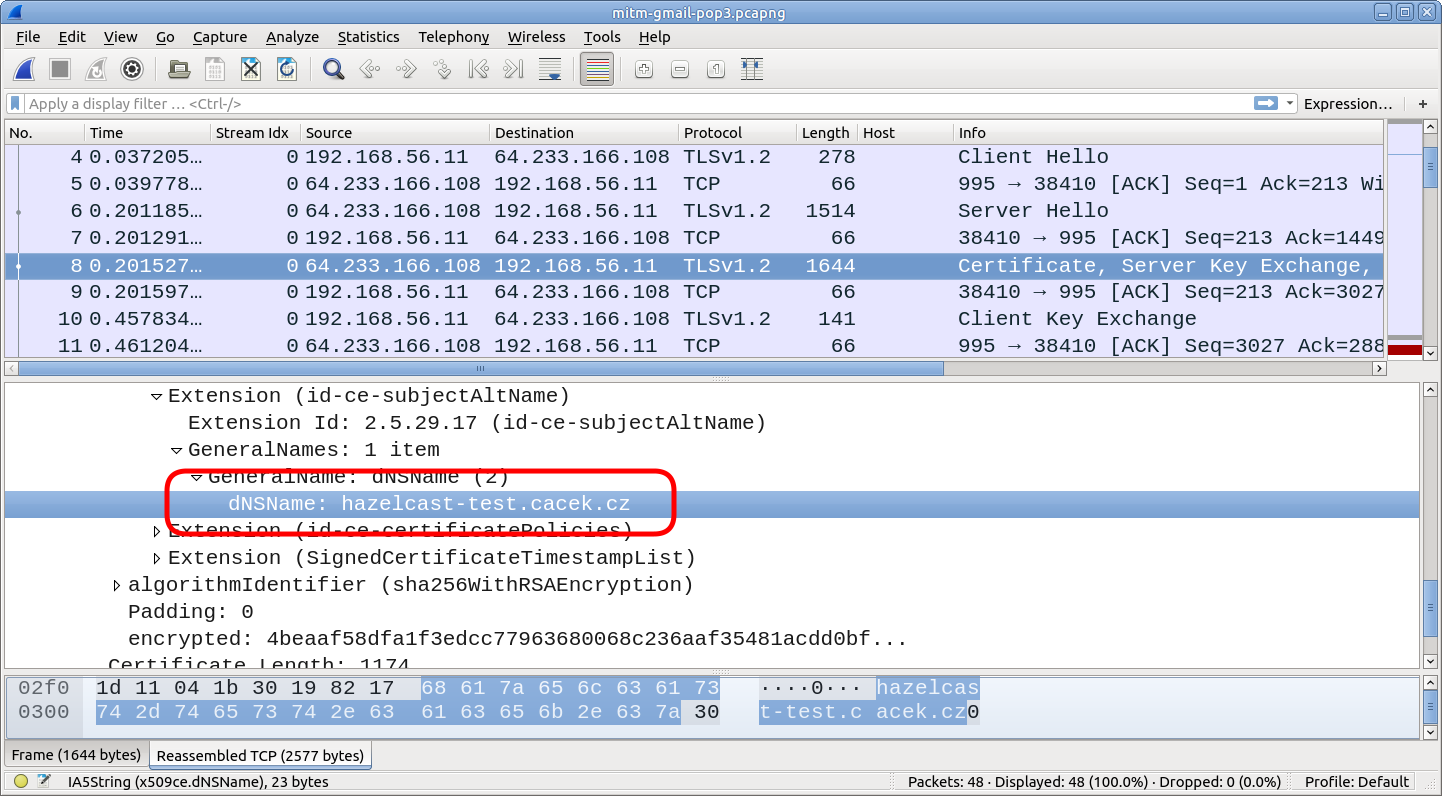 mitm-gmail-pop3.pcapng
File Edit View Go Capture Analyze Statistics Telephony Wireless Tools Help
Apply a display filter … <Ctrl-/> Expression… +
No. Time Stream Idx Source Destination Protocol Length Host Info
4 0.037205… 0 192.168.56.11 64.233.166.108 TLSv1.2 278 Client Hello
5 0.039778… 0 64.233.166.108 192.168.56.11 TCP 66 995 → 38410 [ACK] Seq=1 Ack=213 Wi
6 0.201185… 0 64.233.166.108 192.168.56.11 TLSv1.2 1514 Server Hello
7 0.201291… 0 192.168.56.11 64.233.166.108 TCP 66 38410 → 995 [ACK] Seq=213 Ack=1449
8 0.201527… 0 64.233.166.108 192.168.56.11 TLSv1.2 1644 Certificate, Server Key Exchange,
9 0.201597… 0 192.168.56.11 64.233.166.108 TCP 66 38410 → 995 [ACK] Seq=213 Ack=3027
10 0.457834… 0 192.168.56.11 64.233.166.108 TLSv1.2 141 Client Key Exchange
11 0.461204… 0 64.233.166.108 192.168.56.11 TCP 66 995 → 38410 [ACK] Seq=3027 Ack=288
Extension (id-ce-subjectAltName)
Extension Id: 2.5.29.17 (id-ce-subjectAltName)
GeneralNames: 1 item
GeneralName: dNSName (2)
dNSName: hazelcast-test.cacek.cz
Extension (id-ce-certificatePolicies)
Extension (SignedCertificateTimestampList)
algorithmIdentifier (sha256WithRSAEncryption)
Padding: 0
encrypted: 4beaaf58dfa1f3edcc77963680068c236aaf35481acdd0bf...
Certificate Length: 1174
02f0 1d 11 04 1b 30 19 82 17 68 61 7a 65 6c 63 61 73 ····0··· hazelcas
0300 74 2d 74 65 73 74 2e 63 61 63 65 6b 2e 63 7a 30 t-test.c acek.cz0
Frame (1644 bytes) Reassembled TCP (2577 bytes)
IA5String (x509ce.dNSName), 23 bytes Packets: 48 · Displayed: 48 (100.0%) · Dropped: 0 (0.0%) Profile: Default